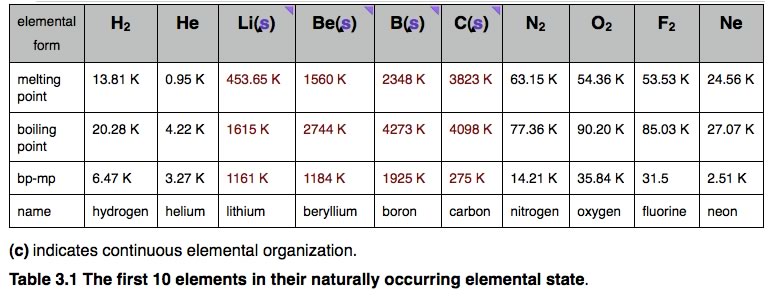 elemental form H₂ He Li(s) Be(s) B(s) C(s) N₂ O₂ F₂ Ne
melting point 13.81 K 0.95 K 453.65 K 1560 K 2348 K 3823 K 63.15 K 54.36 K 53.53 K 24.56 K
boiling point 20.28 K 4.22 K 1615 K 2744 K 4273 K 4098 K 77.36 K 90.20 K 85.03 K 27.07 K
bp-mp 6.47 K 3.27 K 1161 K 1184 K 1925 K 275 K 14.21 K 35.84 K 31.5 2.51 K
name hydrogen helium lithium beryllium boron carbon nitrogen oxygen fluorine neon
(c) indicates continuous elemental organization.
Table 3.1 The first 10 elements in their naturally occurring elemental state.